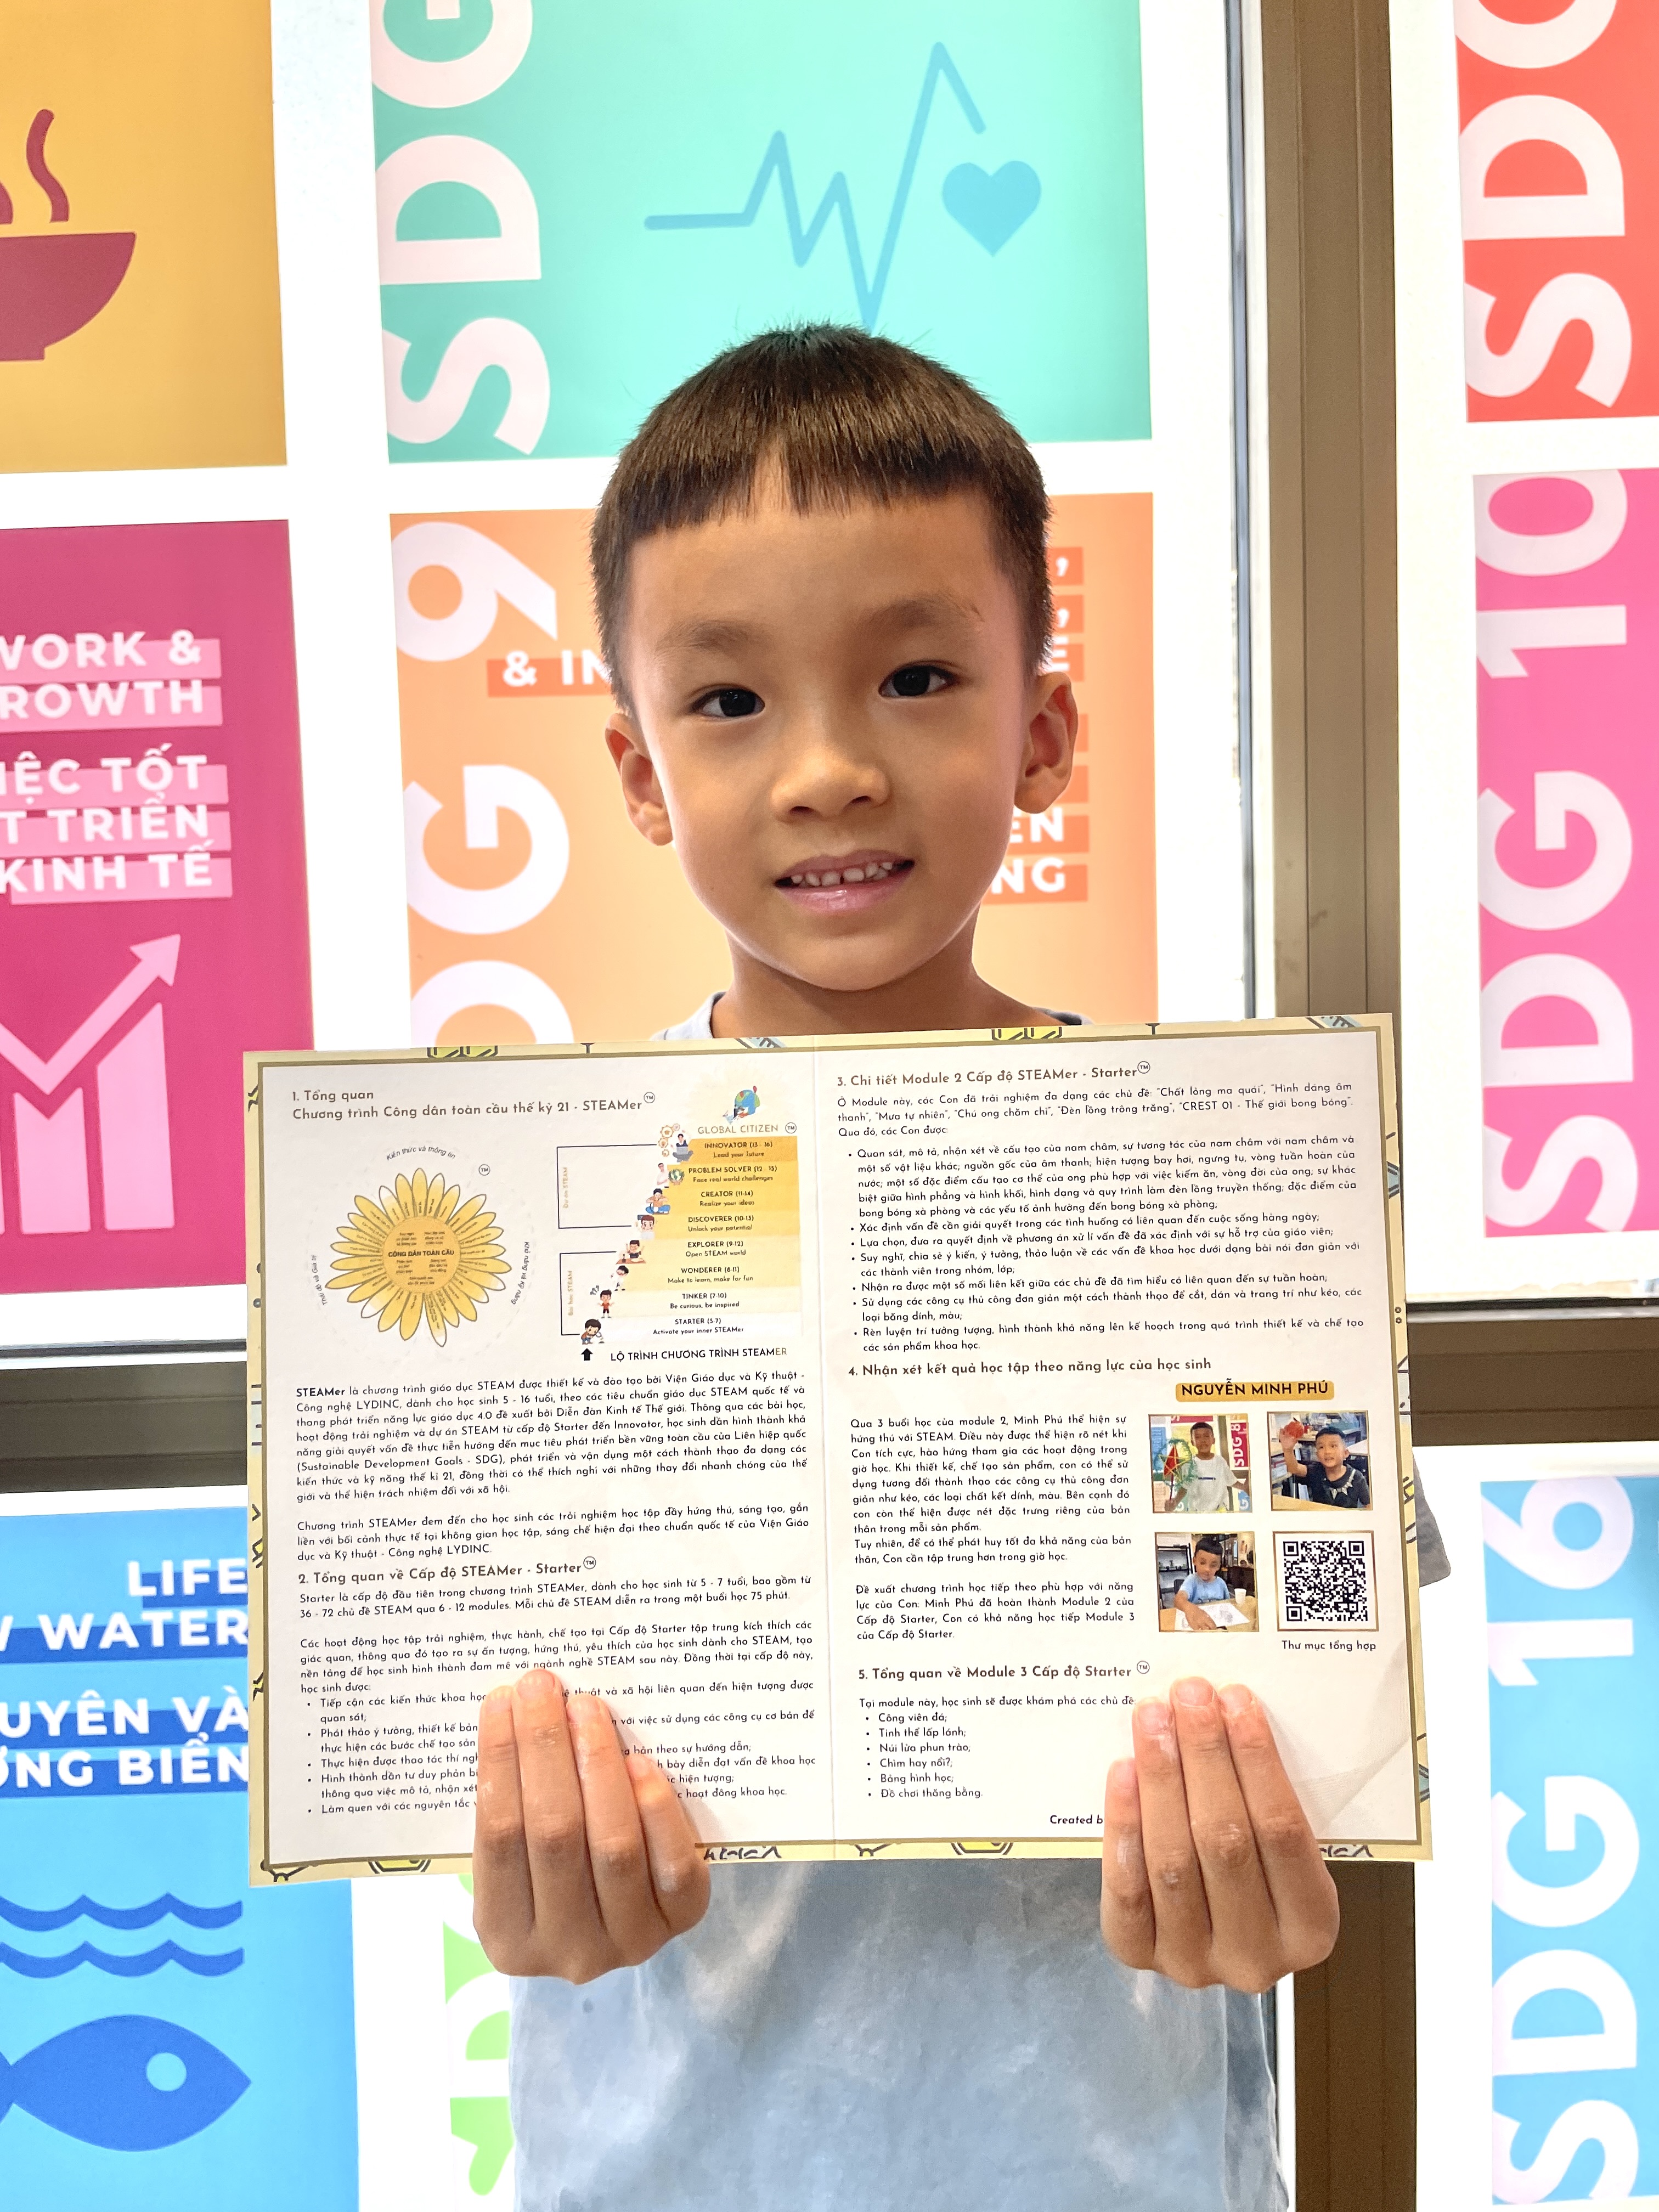 SDG
SDG
WORK &
GROWTH
IỆC TỐT
T TRIỂN
KINH TẾ
SDG 9
& IN
ÊN
NG
SDG 10
LIFE
W WATER
UYÊN VÀ
ỜNG BIỂN
SDG 16
1. Tổng quan
Chương trình Công dân toàn cầu thế kỷ 21 - STEAMer™
Kiến thức và thông tin
Khả năng và kỹ năng
Thái độ và Giá trị
CÔNG DÂN TOÀN CẦU
TM
GLOBAL CITIZEN TM
INNOVATOR (13 - 16)
Lead your future
PROBLEM SOLVER (12 - 15)
Face real world challenges
CREATOR (11-14)
Realize your ideas
DISCOVERER (10-13)
Unlock your potential
EXPLORER (9-12)
Open STEAM world
WONDERER (8-11)
Make to learn, make for fun
TINKER (7-10)
Be curious, be inspired
STARTER (5-7)
Activate your inner STEAMer
Dự án STEAM
Bài học STEAM
LỘ TRÌNH CHƯƠNG TRÌNH STEAMER
STEAMer là chương trình giáo dục STEAM được thiết kế và đào tạo bởi Viện Giáo dục và Kỹ thuật -
Công nghệ LYDINC, dành cho học sinh 5 - 16 tuổi, theo các tiêu chuẩn giáo dục STEAM quốc tế và
thang phát triển năng lực giáo dục 4.0 đề xuất bởi Diễn đàn Kinh tế Thế giới. Thông qua các bài học,
hoạt động trải nghiệm và dự án STEAM từ cấp độ Starter đến Innovator, học sinh dần hình thành khả
năng giải quyết vấn đề thực tiễn hướng đến mục tiêu phát triển bền vững toàn cầu của Liên hiệp quốc
(Sustainable Development Goals - SDG), phát triển và vận dụng một cách thành thạo đa dạng các
kiến thức và kỹ năng thế kỉ 21, đồng thời có thể thích nghi với những thay đổi nhanh chóng của thế
giới và thể hiện trách nhiệm đối với xã hội.
Chương trình STEAMer đem đến cho học sinh các trải nghiệm học tập đầy hứng thú, sáng tạo, gắn
liền với bối cảnh thực tế tại không gian học tập, sáng chế hiện đại theo chuẩn quốc tế của Viện Giáo
dục và Kỹ thuật - Công nghệ LYDINC.
2. Tổng quan về Cấp độ STEAMer - Starter™
Starter là cấp độ đầu tiên trong chương trình STEAMer, dành cho học sinh từ 5 - 7 tuổi, bao gồm từ
36 - 72 chủ đề STEAM qua 6 - 12 modules. Mỗi chủ đề STEAM diễn ra trong một buổi học 75 phút.
Các hoạt động học tập trải nghiệm, thực hành, chế tạo tại Cấp độ Starter tập trung kích thích các
giác quan, thông qua đó tạo ra sự ấn tượng, hứng thú, yêu thích của học sinh dành cho STEAM, tạo
nền tảng để học sinh hình thành đam mê với ngành nghề STEAM sau này. Đồng thời tại cấp độ này,
học sinh được:
• Tiếp cận các kiến thức khoa học thuật và xã hội liên quan đến hiện tượng được
quan sát;
• Phát thảo ý tưởng, thiết kế bản với việc sử dụng các công cụ cơ bản để
thực hiện các bước chế tạo sản
• Thực hiện được thao tác thí ngh hản theo sự hướng dẫn;
• Hình thành dần tư duy phản bi h bày diễn đạt vấn đề khoa học
thông qua việc mô tả, nhận xét c hiện tượng;
• Làm quen với các nguyên tắc c hoạt động khoa học.
3. Chi tiết Module 2 Cấp độ STEAMer - Starter™
Ở Module này, các Con đã trải nghiệm đa dạng các chủ đề: "Chất lỏng ma quái", "Hình dáng âm
thanh", "Mưa tự nhiên", "Chú ong chăm chỉ", "Đèn lồng trông trăng", "CREST 01 - Thế giới bong bóng".
Qua đó, các Con được:
• Quan sát, mô tả, nhận xét về cấu tạo của nam châm, sự tương tác của nam châm với nam châm và
một số vật liệu khác; nguồn gốc của âm thanh; hiện tượng bay hơi, ngưng tụ, vòng tuần hoàn của
nước; một số đặc điểm cấu tạo cơ thể của ong phù hợp với việc kiếm ăn, vòng đời của ong; sự khác
biệt giữa hình phẳng và hình khối, hình dạng và quy trình làm đèn lồng truyền thống; đặc điểm của
bong bóng xà phòng và các yếu tố ảnh hưởng đến bong bóng xà phòng;
• Xác định vấn đề cần giải quyết trong các tình huống có liên quan đến cuộc sống hàng ngày;
• Lựa chọn, đưa ra quyết định về phương án xử lí vấn đề đã xác định với sự hỗ trợ của giáo viên;
• Suy nghĩ, chia sẻ ý kiến, ý tưởng, thảo luận về các vấn đề khoa học dưới dạng bài nói đơn giản với
các thành viên trong nhóm, lớp;
• Nhận ra được một số mối liên kết giữa các chủ đề đã tìm hiểu có liên quan đến sự tuần hoàn;
• Sử dụng các công cụ thủ công đơn giản một cách thành thạo để cắt, dán và trang trí như kéo, các
loại băng dính, màu;
• Rèn luyện trí tưởng tượng, hình thành khả năng lên kế hoạch trong quá trình thiết kế và chế tạo
các sản phẩm khoa học.
4. Nhận xét kết quả học tập theo năng lực của học sinh
NGUYỄN MINH PHÚ
Qua 3 buổi học của module 2, Minh Phú thể hiện sự
hứng thú với STEAM. Điều này được thể hiện rõ nét khi
Con tích cực, hào hứng tham gia các hoạt động trong
giờ học. Khi thiết kế, chế tạo sản phẩm, con có thể sử
dụng tương đối thành thạo các công cụ thủ công đơn
giản như kéo, các loại chất kết dính, màu. Bên cạnh đó
con còn thể hiện được nét đặc trưng riêng của bản
thân trong mỗi sản phẩm.
Tuy nhiên, để có thể phát huy tốt đa khả năng của bản
thân, Con cần tập trung hơn trong giờ học.
Đề xuất chương trình học tiếp theo phù hợp với năng
lực của Con: Minh Phú đã hoàn thành Module 2 của
Cấp độ Starter, Con có khả năng học tiếp Module 3
của Cấp độ Starter.
Thư mục tổng hợp
5. Tổng quan về Module 3 Cấp độ Starter™
Tại module này, học sinh sẽ được khám phá các chủ đề:
• Công viên đá;
• Tinh thể lấp lánh;
• Núi lửa phun trào;
• Chìm hay nổi?;
• Bảng hình học;
• Đồ chơi thăng bằng.
Created b